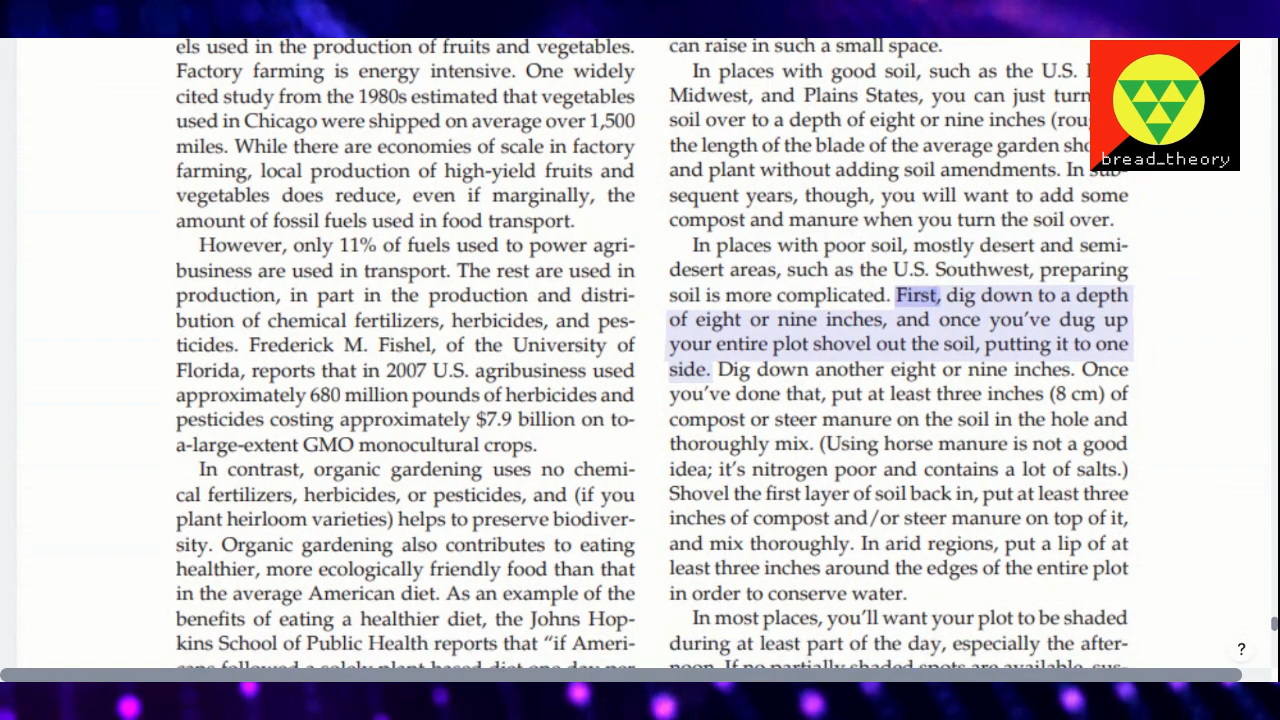 els used in the production of fruits and vegetables.
Factory farming is energy intensive. One widely
cited study from the 1980s estimated that vegetables
used in Chicago were shipped on average over 1,500
miles. While there are economies of scale in factory
farming, local production of high-yield fruits and
vegetables does reduce, even if marginally, the
amount of fossil fuels used in food transport.
However, only 11% of fuels used to power agri-
business are used in transport. The rest are used in
production, in part in the production and distri-
bution of chemical fertilizers, herbicides, and pes-
ticides. Frederick M. Fishel, of the University of
Florida, reports that in 2007 U.S. agribusiness used
approximately 680 million pounds of herbicides and
pesticides costing approximately $7.9 billion on to-
a-large-extent GMO monocultural crops.
In contrast, organic gardening uses no chemi-
cal fertilizers, herbicides, or pesticides, and (if you
plant heirloom varieties) helps to preserve biodiver-
sity. Organic gardening also contributes to eating
healthier, more ecologically friendly food than that
in the average American diet. As an example of the
benefits of eating a healthier diet, the Johns Hop-
kins School of Public Health reports that “if Ameri-
cans followed a solely plant-based diet one day per
can raise in such a small space.
In places with good soil, such as the U.S.
Midwest, and Plains States, you can just turn
soil over to a depth of eight or nine inches
the length of the blade of the average garden
and plant without adding soil amendments. In sub-
sequent years, though, you will want to add some
compost and manure when you turn the soil over.
In places with poor soil, mostly desert and semi-
desert areas, such as the U.S. Southwest, preparing
soil is more complicated. First, dig down to a depth
of eight or nine inches, and once you’ve dug up
your entire plot shovel out the soil, putting it to one
side. Dig down another eight or nine inches. Once
you’ve done that, put at least three inches (8 cm) of
compost or steer manure on the soil in the hole and
thoroughly mix. (Using horse manure is not a good
idea; it’s nitrogen poor and contains a lot of salts.)
Shovel the first layer of soil back in, put at least three
inches of compost and/or steer manure on top of it,
and mix thoroughly. In arid regions, put a lip of at
least three inches around the edges of the entire plot
in order to conserve water.
In most places, you’ll want your plot to be shaded
during at least part of the day, especially the after-
noon. If no partially shaded spots are available, sus-
bread_theory
?